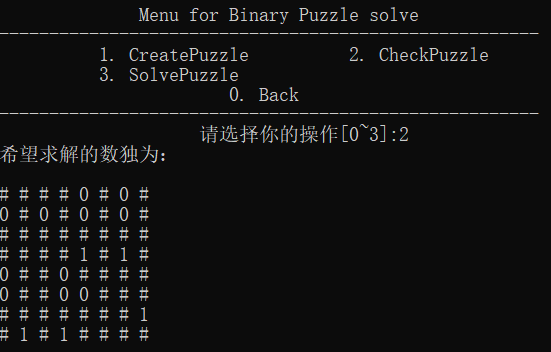 Menu for Binary Puzzle solve
--------------------------------------------------------
1. CreatePuzzle 2. CheckPuzzle
3. SolvePuzzle
0. Back
--------------------------------------------------------
请选择你的操作[0~3]:2
希望求解的数独为:
# # # # 0 # 0 #
0 # 0 # 0 # 0 #
# # # # # # # #
# # # # 1 # 1 #
0 # # 0 # # # #
0 # # 0 0 # # #
# # # # # # # 1
# 1 # 1 # # # #